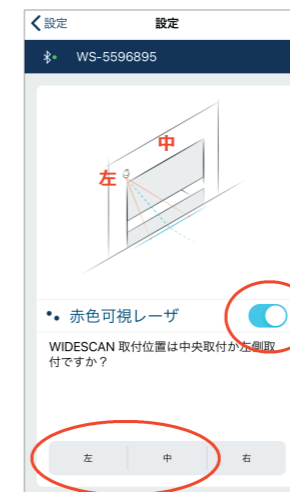 設定 設定
WS-5596895
中
左
赤色可視レーザ
WIDESCAN 取付位置は中央取付か左側取
付ですか？
左 中 右